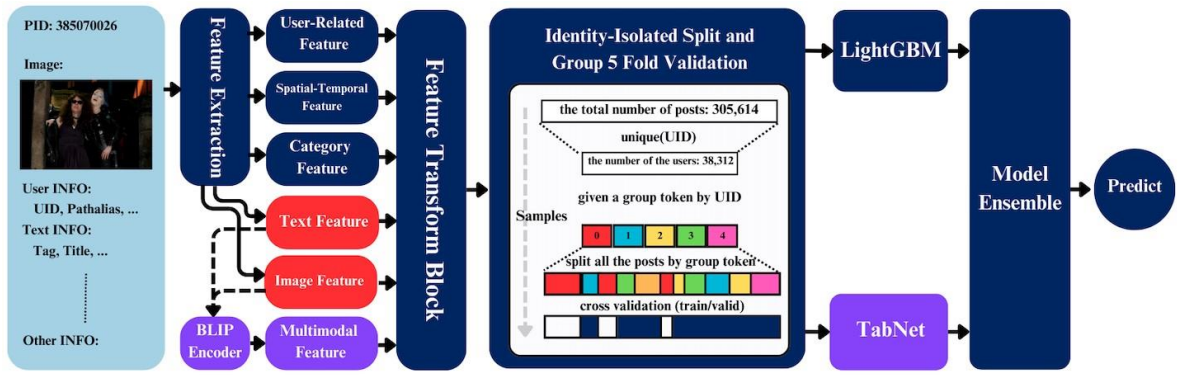 PID: 385070026
Image:
User INFO:
UID, Pathalias, ...
Text INFO:
Tag, Title, ...
Other INFO:
Feature Extraction
User-Related
Feature
Spatial-Temporal
Feature
Category
Feature
Text Feature
Image Feature
BLIP
Encoder
Multimodal
Feature
Feature Transform Block
Identity-Isolated Split and
Group 5 Fold Validation
the total number of posts: 305,614
unique(UID)
the number of the users: 38,312
given a group token by UID
Samples
0 1 2 3 4
split all the posts by group token
cross validation (train/valid)
LightGBM
TabNet
Model
Ensemble
Predict